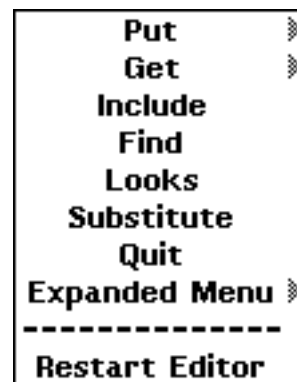 Put
Get
Include
Find
Looks
Substitute
Quit
Expanded Menu
Restart Editor